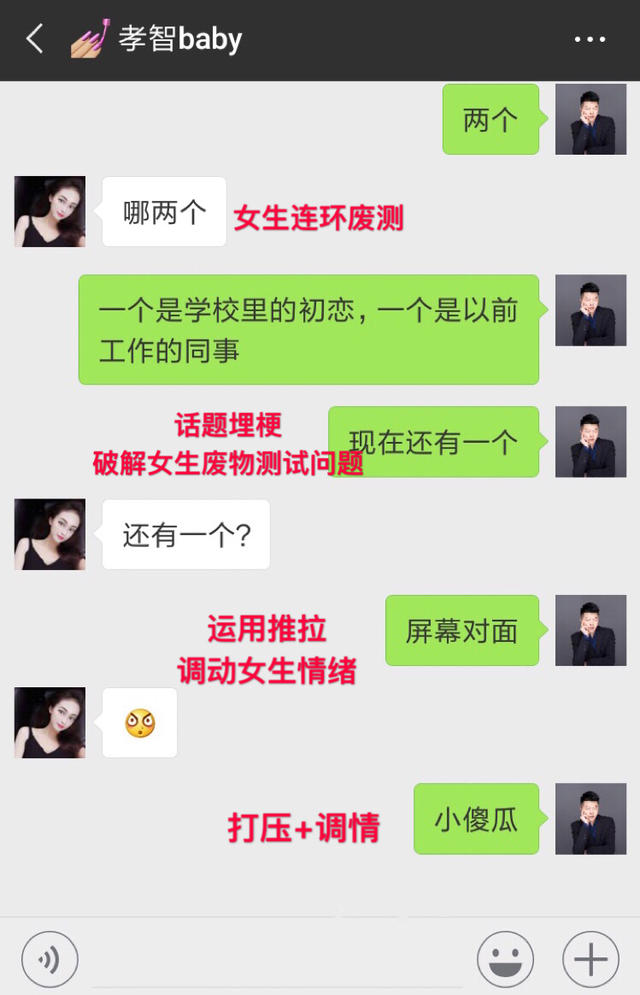 孝智baby
两个
哪两个
女生连环废测
一个是学校里的初恋，一个是以前
工作的同事
话题埋梗
破解女生废物测试问题
现在还有一个
还有一个?
屏幕对面
运用推拉
调动女生情绪
小傻瓜
打压+调情